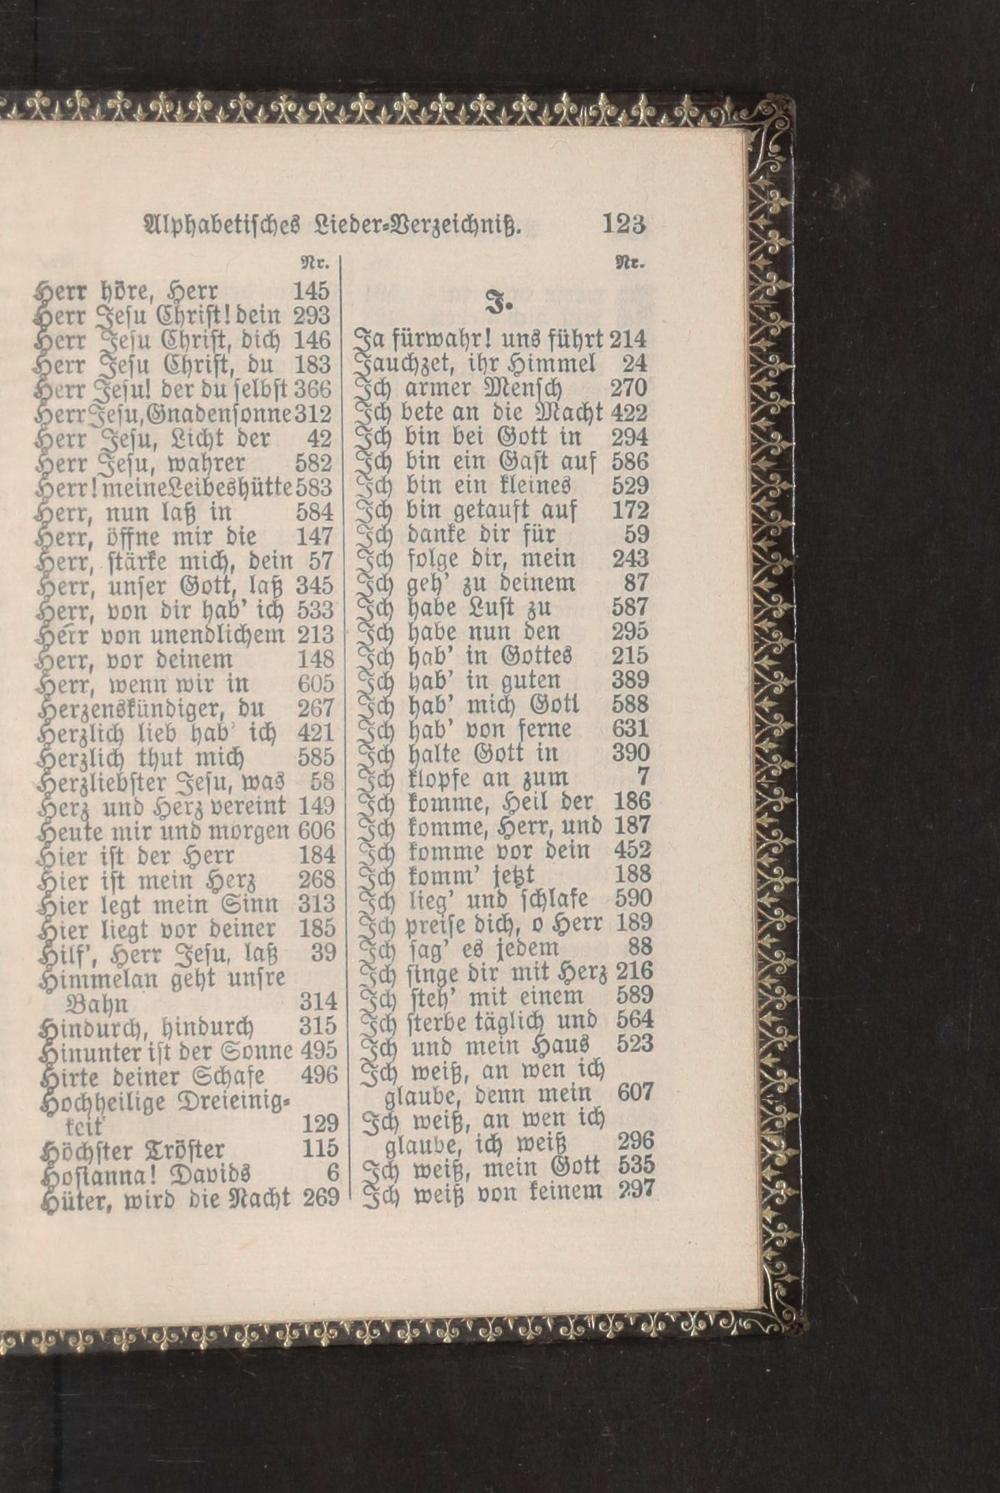 Alphabetisches Lieder-Verzeichniß. 123
Nr.
Herr höre, Herr 145
Herr Jesu Christ! dein 293
Herr Jesu Christ, dich 146
Herr Jesu Christ, du 183
Herr Jesu! der du selbst 366
Herr Jesu, Gnadensonne 312
Herr Jesu, Licht der 42
Herr Jesu, wahrer 582
Herr! meine Leibeshütte 583
Herr, nun laß in 584
Herr, öffne mir die 147
Herr, stärke mich, dein 57
Herr, unser Gott, laß 345
Herr, von dir hab' ich 533
Herr von unendlichem 213
Herr, vor deinem 148
Herr, wenn wir in 605
Herzenskündiger, du 267
Herzlich lieb hab' ich 421
Herzlich thut mich 585
Herzliebster Jesu, was 58
Herz und Herz vereint 149
Heute mir und morgen 606
Hier ist der Herr 184
Hier ist mein Herz 268
Hier legt mein Sinn 313
Hier liegt vor deiner 185
Hilf', Herr Jesu, laß 39
Himmelan geht unsre
Bahn 314
Hindurch, hindurch 315
Hinunter ist der Sonne 495
Hirte deiner Schafe 496
Hochheilige Dreieinig-
keit 129
Höchster Tröster 115
Hosianna! Davids 6
Hüter, wird die Nacht 269
Nr.
J.
Ja fürwahr! uns führt 214
Jauchzet, ihr Himmel 24
Ich armer Mensch 270
Ich bete an die Macht 422
Ich bin bei Gott in 294
Ich bin ein Gast auf 586
Ich bin ein kleines 529
Ich bin getauft auf 172
Ich danke dir für 59
Ich folge dir, mein 243
Ich geh' zu deinem 87
Ich habe Lust zu 587
Ich habe nun den 295
Ich hab' in Gottes 215
Ich hab' in guten 389
Ich hab' mich Gott 588
Ich hab' von ferne 631
Ich halte Gott in 390
Ich klopfe an zum 7
Ich komme, Heil der 186
Ich komme, Herr, und 187
Ich komme vor dein 452
Ich komm' jetzt 188
Ich lieg' und schlafe 590
Ich preise dich, o Herr 189
Ich sag' es jedem 88
Ich singe dir mit Herz 216
Ich steh' mit einem 589
Ich sterbe täglich und 564
Ich und mein Haus 523
Ich weiß, an wen ich
glaube, denn mein 607
Ich weiß, an wen ich
glaube, ich weiß 296
Ich weiß, mein Gott 535
Ich weiß von keinem 297